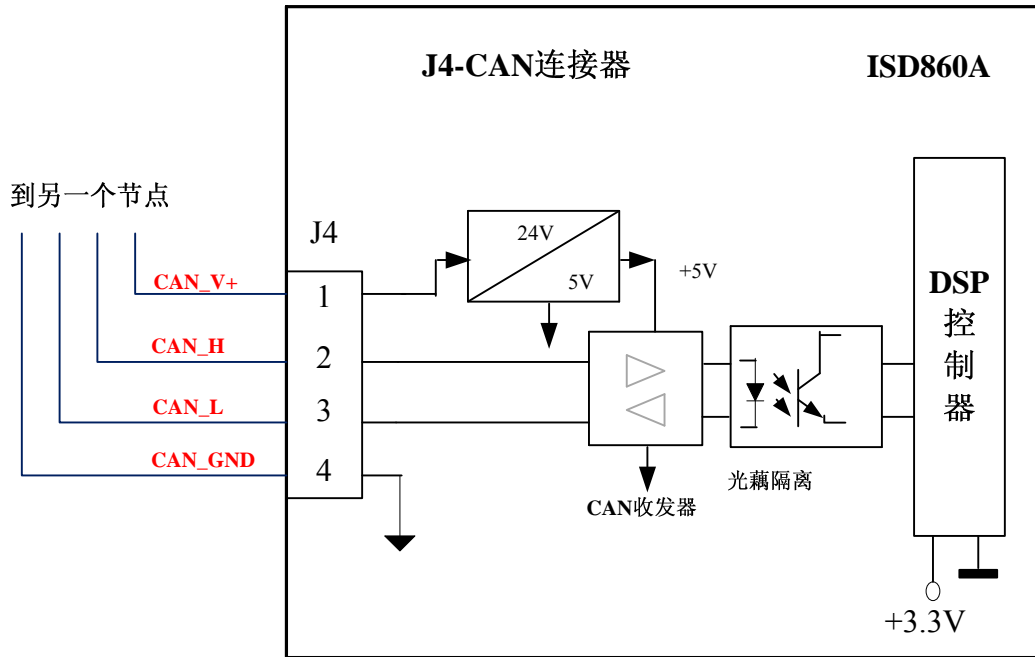 J4-CAN连接器
ISD860A
到另一个节点
J4
24V
5V
+5V
CAN_V+
1
CAN_H
2
CAN_L
3
CAN_GND
4
DSP
控
制
器
光藕隔离
CAN收发器
+3.3V